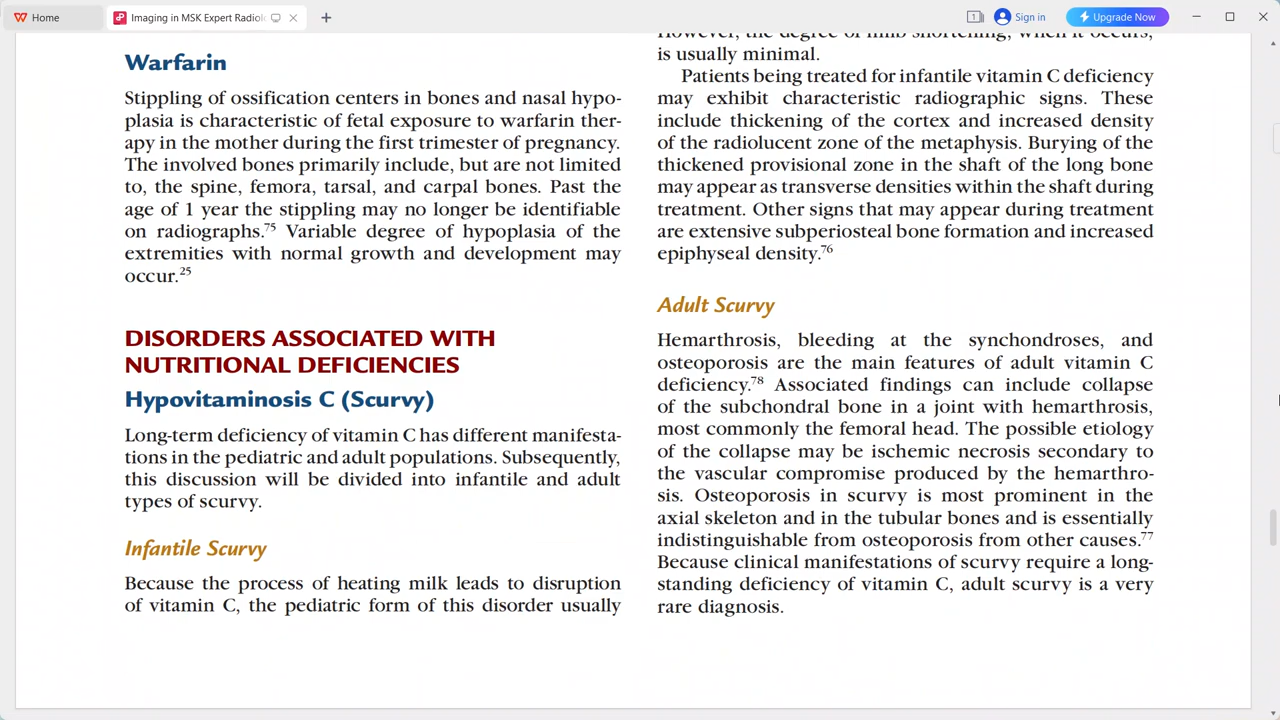 Home
Imaging in MSK Expert Radiol
1
Sign in
Upgrade Now
Warfarin
Stippling of ossification centers in bones and nasal hypo-
plasia is characteristic of fetal exposure to warfarin ther-
apy in the mother during the first trimester of pregnancy.
The involved bones primarily include, but are not limited
to, the spine, femora, tarsal, and carpal bones. Past the
age of 1 year the stippling may no longer be identifiable
on radiographs.75 Variable degree of hypoplasia of the
extremities with normal growth and development may
occur.25
DISORDERS ASSOCIATED WITH
NUTRITIONAL DEFICIENCIES
Hypovitaminosis C (Scurvy)
Long-term deficiency of vitamin C has different manifesta-
tions in the pediatric and adult populations. Subsequently,
this discussion will be divided into infantile and adult
types of scurvy.
Infantile Scurvy
Because the process of heating milk leads to disruption
of vitamin C, the pediatric form of this disorder usually
However, the degree of limb shortening, when it occurs,
is usually minimal.
Patients being treated for infantile vitamin C deficiency
may exhibit characteristic radiographic signs. These
include thickening of the cortex and increased density
of the radiolucent zone of the metaphysis. Burying of the
thickened provisional zone in the shaft of the long bone
may appear as transverse densities within the shaft during
treatment. Other signs that may appear during treatment
are extensive subperiosteal bone formation and increased
epiphyseal density.76
Adult Scurvy
Hemarthrosis, bleeding at the synchondroses, and
osteoporosis are the main features of adult vitamin C
deficiency.78 Associated findings can include collapse
of the subchondral bone in a joint with hemarthrosis,
most commonly the femoral head. The possible etiology
of the collapse may be ischemic necrosis secondary to
the vascular compromise produced by the hemarthro-
sis. Osteoporosis in scurvy is most prominent in the
axial skeleton and in the tubular bones and is essentially
indistinguishable from osteoporosis from other causes.77
Because clinical manifestations of scurvy require a long-
standing deficiency of vitamin C, adult scurvy is a very
rare diagnosis.